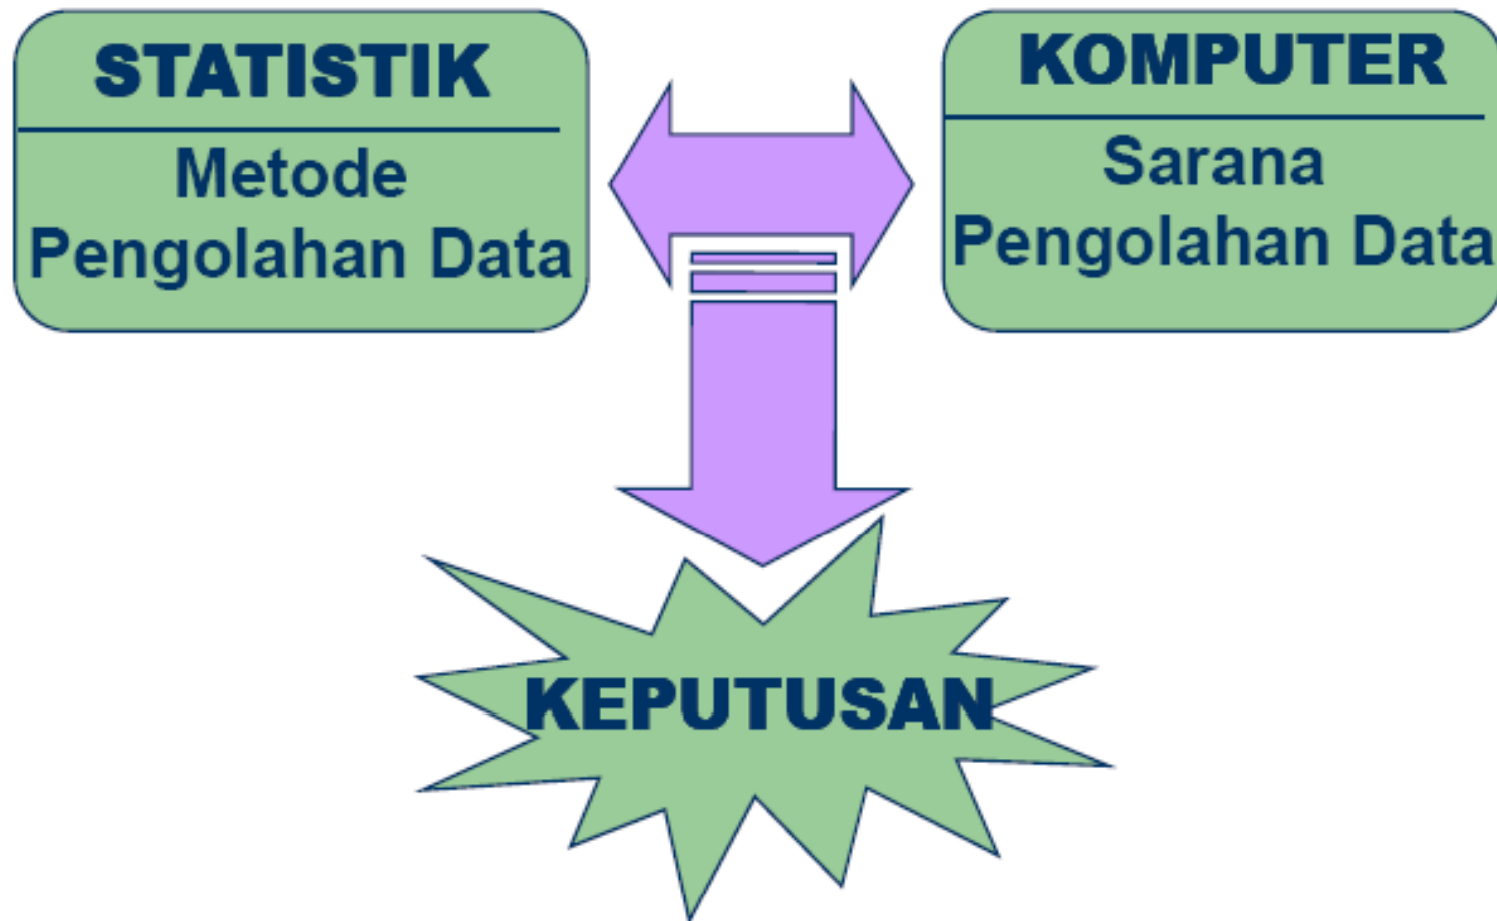 STATISTIK
Metode
Pengolahan Data
KOMPUTER
Sarana
Pengolahan Data
KEPUTUSAN